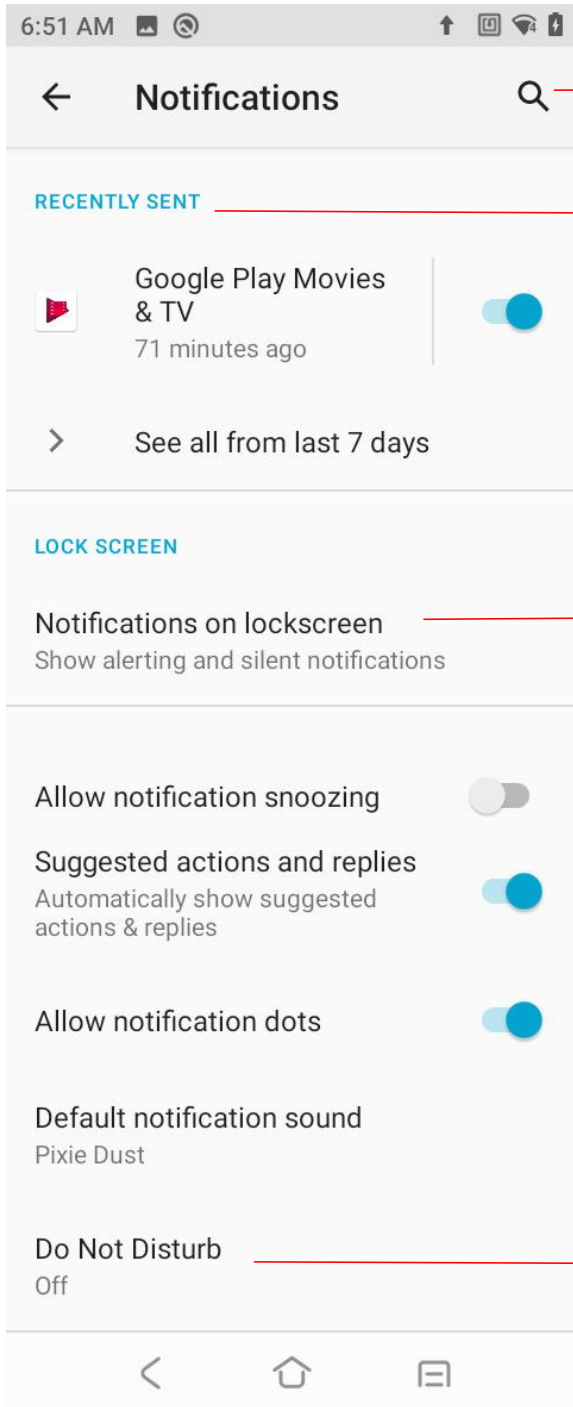 6:51 AM
Notifications
RECENTLY SENT
Google Play Movies
& TV
71 minutes ago
See all from last 7 days
LOCK SCREEN
Notifications on lockscreen
Show alerting and silent notifications
Allow notification snoozing
Suggested actions and replies
Automatically show suggested
actions & replies
Allow notification dots
Default notification sound
Pixie Dust
Do Not Disturb
Off